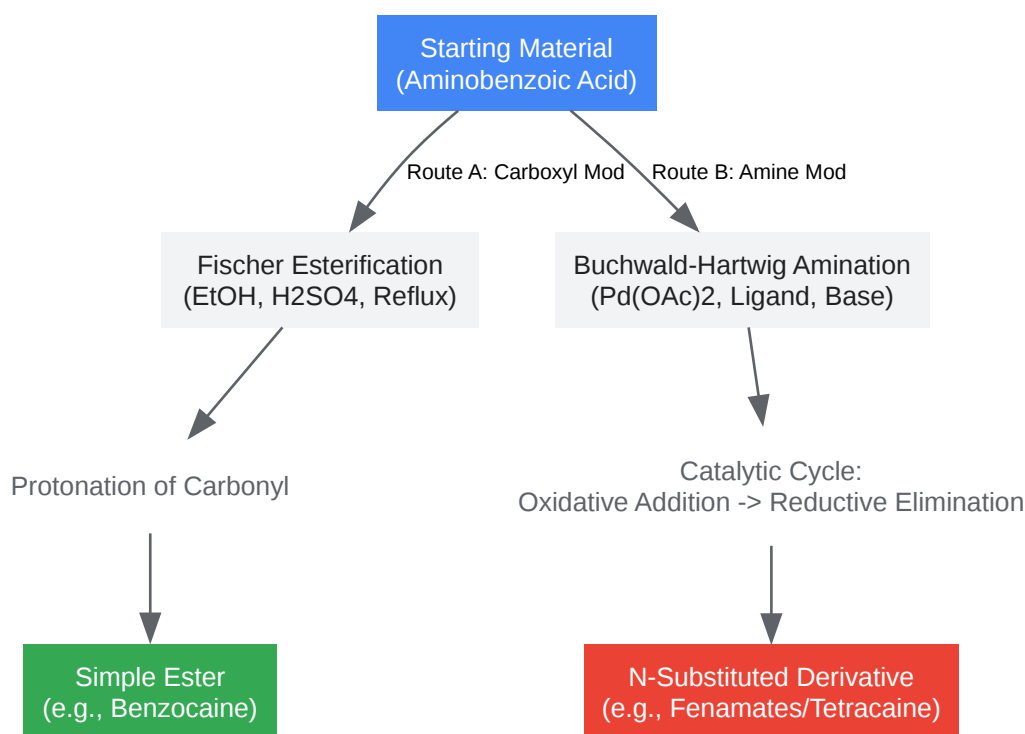 Starting Material
(Aminobenzoic Acid)
Route A: Carboxyl Mod
Route B: Amine Mod
Fischer Esterification
(EtOH, H2SO4, Reflux)
Buchwald-Hartwig Amination
(Pd(OAc)2, Ligand, Base)
Protonation of Carbonyl
Catalytic Cycle:
Oxidative Addition -> Reductive Elimination
Simple Ester
(e.g., Benzocaine)
N-Substituted Derivative
(e.g., Fenamates/Tetracaine)